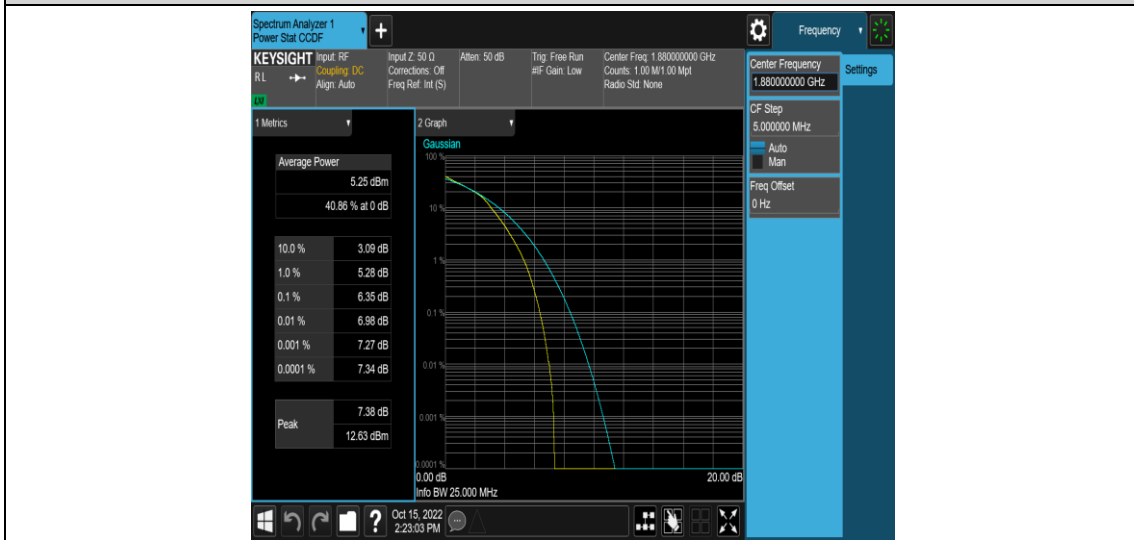 Spectrum Analyzer 1
Power Stat CCDF
Frequency
KEYSIGHT
RL
LXI
Input: RF
Coupling: DC
Align: Auto
Input Z: 50 Ω
Corrections: Off
Freq Ref: Int (S)
Atten: 50 dB
Trig: Free Run
#IF Gain: Low
Center Freq: 1.880000000 GHz
Counts: 1.00 M/1.00 Mpt
Radio Std: None
Center Frequency
1.880000000 GHz
Settings
CF Step
5.000000 MHz
Auto
Man
Freq Offset
0 Hz
1 Metrics
Average Power
5.25 dBm
40.86 % at 0 dB
10.0 % 3.09 dB
1.0 % 5.28 dB
0.1 % 6.35 dB
0.01 % 6.98 dB
0.001 % 7.27 dB
0.0001 % 7.34 dB
Peak
7.38 dB
12.63 dBm
2 Graph
Gaussian
100 %
10 %
1 %
0.1 %
0.01 %
0.001 %
0.0001 %
0.00 dB 20.00 dB
Info BW 25.000 MHz
?
Oct 15, 2022
2:23:03 PM